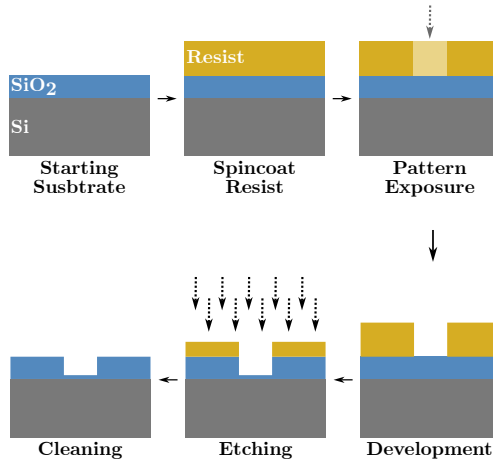 Resist
SiO2
Si
Starting
Susbtrate
Spincoat
Resist
Pattern
Exposure
Cleaning
Etching
Development